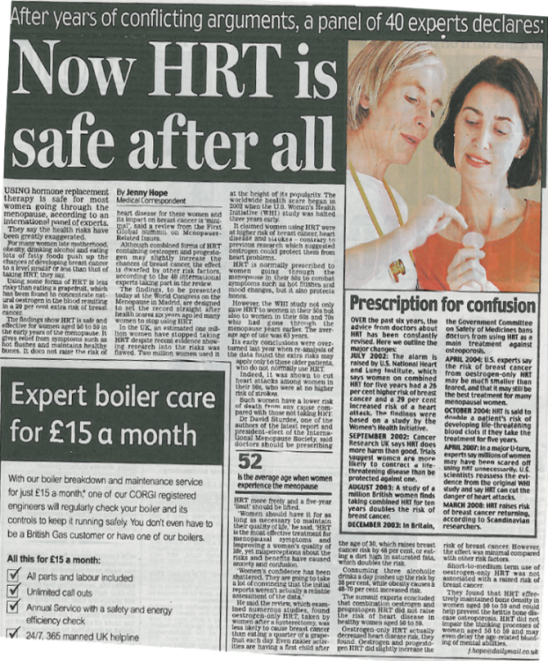 After years of conflicting arguments, a panel of 40 experts declares:
Now HRT is
safe after all
USING hormone replacement
therapy is safe for most
women going through the
menopause, according to an
international panel of experts.
They say the health risks have
been greatly exaggerated.
For many women late motherhood,
obesity, drinking alcohol and eating
lots of fatty foods push up the
chances of developing breast cancer
to a level similar or less than that of
taking HRT, they say.
Using some forms of HRT is less
risky than eating a grapefruit, which
has been found to concentrate nat-
ural oestrogen in the blood resulting
in a 29 per cent extra risk of breast
cancer.
The findings show HRT is safe and
effective for women aged 50 to 59 in
the early years of the menopause. It
gives relief from symptoms such as
hot flushes and maintains healthy
bones. It does not raise the risk of
By Jenny Hope
Medical Correspondent
heart disease for these women and
its impact on breast cancer is 'mini-
mal', said a review from the First
Global Summit on Menopause-
Related Issues.
Although combined forms of HRT
containing oestrogen and progesto-
gen may slightly increase the
chances of breast cancer, the effect
is dwarfed by other risk factors,
according to the 40 international
experts taking part in the review.
The findings, to be presented
today at the World Congress on the
Menopause in Madrid, are designed
to set the record straight after
health scares six years ago led many
women to stop using HRT.
In the UK, an estimated one mil-
lion women have stopped taking
HRT despite recent evidence show-
ing research into the risks was
flawed. Two million women used it
at the height of its popularity. The
worldwide health scare began in
2002 when the U.S. Women's Health
Initiative (WHI) study was halted
three years early.
It claimed women using HRT were
at higher risk of breast cancer, heart
disease and strokes – contrary to
previous research which suggested
oestrogen could protect them from
heart problems.
HRT is normally prescribed to
women going through the
menopause in their 50s to combat
symptoms such as hot flushes and
mood changes, but it also protects
bones.
However, the WHI study not only
gave HRT to women in their 50s but
also to women in their 60s and 70s
who had gone through the
menopause years earlier. The aver-
age age of users was 63 years.
Its early conclusions were over-
turned last year when re-analysis of
the data found the extra risks may
apply only to these older patients,
who do not normally use HRT.
Indeed, it was shown to cut
heart attacks among women in
their 50s, who were at no higher
risk of strokes.
Such women have a lower risk
of death from any cause com-
pared with those not taking HRT.
Dr David Sturdee, one of the
authors of the latest report and
president-elect of the Interna-
tional Menopause Society, said
doctors should be prescribing
52
is the average age when women
experience the menopause
HRT more freely and a five-year
'limit' should be lifted.
'Women should have it for as
long as necessary to maintain
their quality of life,' he said. 'HRT
is the most effective treatment for
menopausal symptoms and
improving a woman's quality of
life, yet misperceptions about the
risks and benefits have caused
anxiety and confusion.
'Women's confidence has been
shattered. They are going to take
a lot of convincing that the initial
reports weren't actually a reliable
assessment of the data.'
He said the review, which exam-
ined numerous studies, found
oestrogen-only HRT, taken by
women after a hysterectomy, was
less likely to cause breast cancer
than eating a quarter of a grape-
fruit each day. Even easier activi-
ties are having a first child after
the age of 30, which raises breast
cancer risk by 48 per cent, or eat-
ing a diet high in saturated fats,
which doubles the risk.
Consuming three alcoholic
drinks a day pushes the risk up by
38 per cent, while obesity causes a
48-70 per cent increased risk.
The summit experts concluded
that combination oestrogen and
progestogen HRT did not raise
the risk of heart disease in
healthy women aged 50 to 58.
Oestrogen-only HRT actually
decreased heart disease risk, they
found. Oestrogen and progesto-
gen HRT did slightly increase the
risk of breast cancer. However
the effect was minimal compared
with other risk factors.
Short-to-medium term use of
oestrogen-only HRT was not
associated with a raised risk of
breast cancer.
They found that HRT effec-
tively maintained bone density in
women aged 50 to 59 and could
help prevent the brittle bone dis-
ease osteoporosis. HRT did not
impair the thinking processes of
women aged 50 to 59 and may
even delay the age-related blunt-
ing of mental abilities.
j.hope@dailymail.co.uk
Prescription for confusion
OVER the past six years, the
advice from doctors about
HRT has been constantly
revised. Here we outline the
major changes:
JULY 2002: The alarm is
raised by U.S. National Heart
and Lung Institute, which
says women on combined
HRT for five years had a 26
per cent higher risk of breast
cancer and a 29 per cent
increased risk of a heart
attack. The findings were
based on a study by the
Women's Health Initiative.
SEPTEMBER 2002: Cancer
Research UK says HRT does
more harm than good. Trials
suggest women are more
likely to contract a life-
threatening disease than be
protected against one.
AUGUST 2003: A study of a
million British women finds
taking combined HRT for ten
years doubles the risk of
breast cancer.
DECEMBER 2003: In Britain,
the Government Committee
on Safety of Medicines bans
doctors from using HRT as a
main treatment against
osteoporosis.
APRIL 2004: U.S. experts say
the risk of breast cancer
from oestrogen-only HRT
may be much smaller than
feared, and that it may still be
the best treatment for many
menopausal women.
OCTOBER 2004: HRT is said to
double a patient's risk of
developing life-threatening
blood clots if they take the
treatment for five years.
APRIL 2007: In a major U-turn,
experts say millions of women
may have been scared off
using HRT unnecessarily. U.S.
scientists reassess the evi-
dence from the original WHI
study and say HRT can cut the
danger of heart attacks.
MARCH 2008: HRT raises risk
of breast cancer returning,
according to Scandinavian
researchers.
Expert boiler care
for £15 a month
With our boiler breakdown and maintenance service
for just £15 a month,* one of our CORGI registered
engineers will regularly check your boiler and its
controls to keep it running safely. You don't even have to
be a British Gas customer or have one of our boilers.
All this for £15 a month:
All parts and labour included
Unlimited call outs
Annual Service with a safety and energy
efficiency check
24/7, 365 manned UK helpline